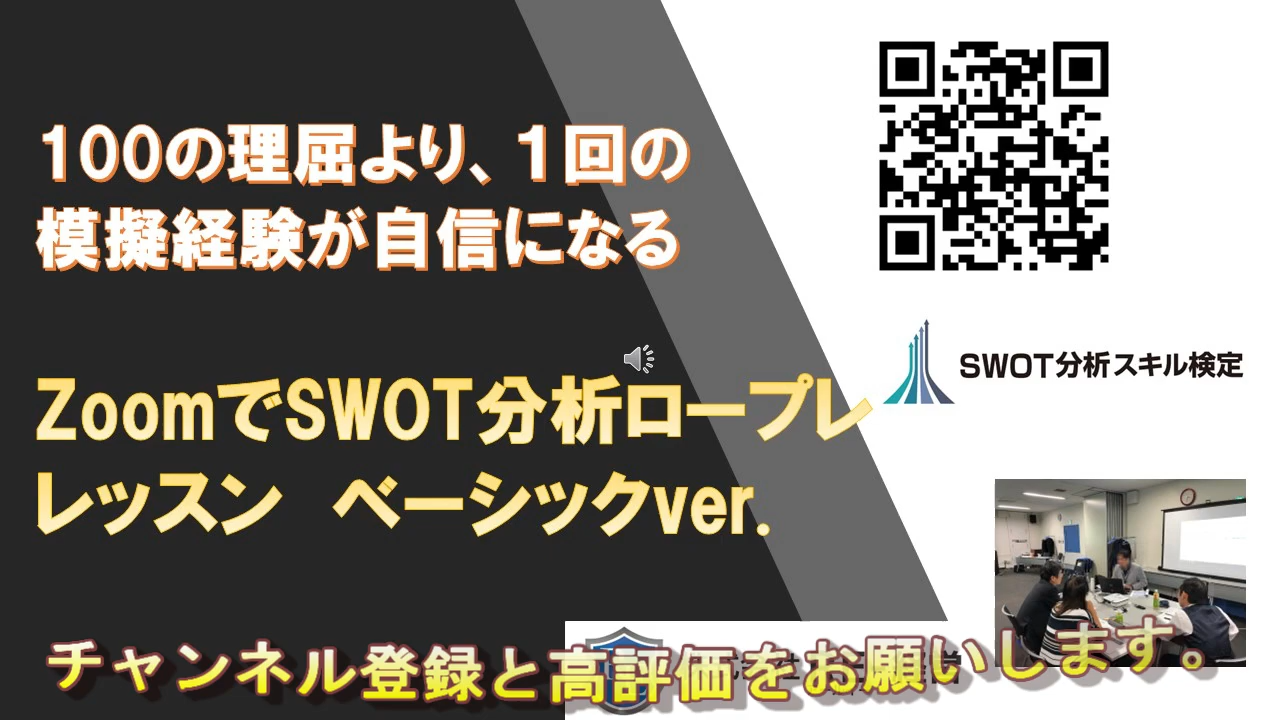 100の理屈より、1回の
模擬経験が自信になる
ZoomでSWOT分析ロープレ
レッスン　ベーシックver.
SWOT分析スキル検定
チャンネル登録と高評価をお願いします。